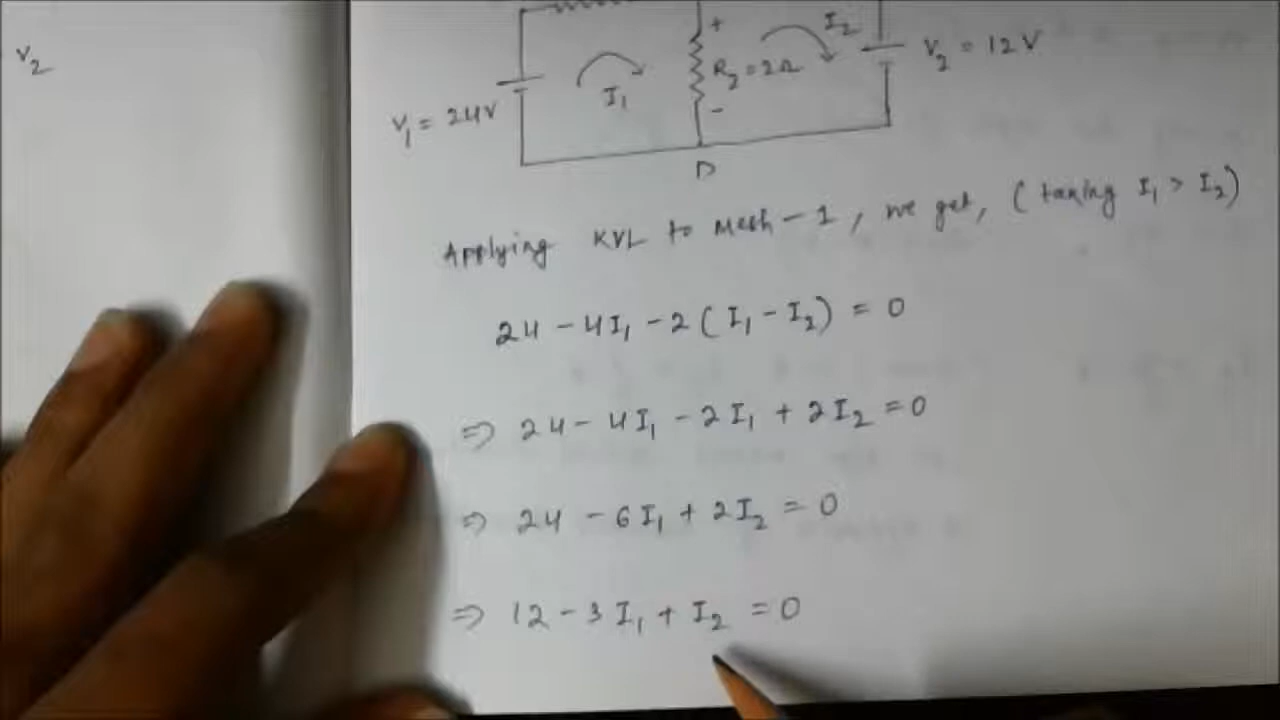 V₂
I₂
+
R₂ = 2Ω
V₂ = 12V
I₁
V₁ = 24V
-
D
Applying KVL to Mesh - 1, we get, (taking I₁ > I₂)
24 - 4I₁ - 2(I₁ - I₂) = 0
⇒ 24 - 4I₁ - 2I₁ + 2I₂ = 0
⇒ 24 - 6I₁ + 2I₂ = 0
⇒ 12 - 3I₁ + I₂ = 0